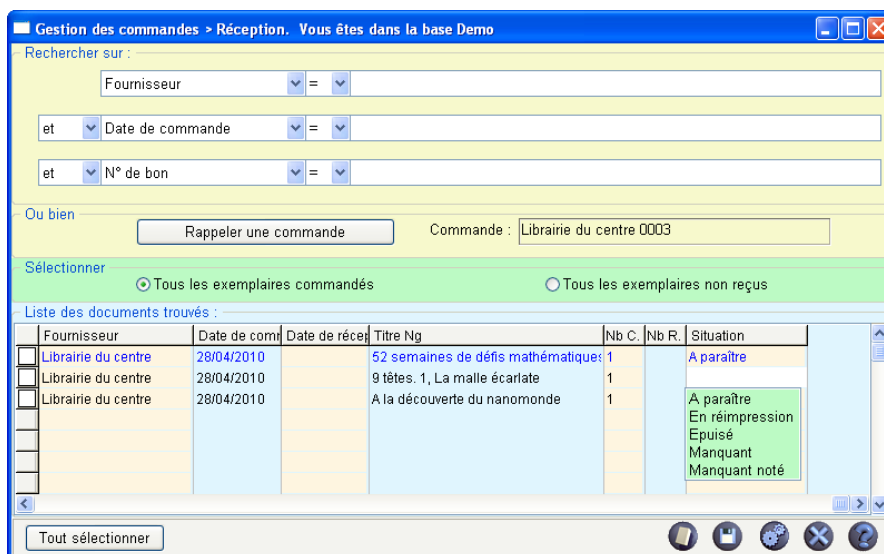 Gestion des commandes > Réception. Vous êtes dans la base Demo
Rechercher sur :
Fournisseur =
et Date de commande =
et N° de bon =
Ou bien
Rappeler une commande Commande : Librairie du centre 0003
Sélectionner
Tous les exemplaires commandés Tous les exemplaires non reçus
Liste des documents trouvés :
Fournisseur Date de comm Date de récep Titre Ng Nb C. Nb R. Situation
Librairie du centre 28/04/2010 52 semaines de défis mathématiques 1 A paraître
Librairie du centre 28/04/2010 9 têtes. 1, La malle écarlate 1
Librairie du centre 28/04/2010 A la découverte du nanomonde 1 A paraître
En réimpression
Epuisé
Manquant
Manquant noté
Tout sélectionner